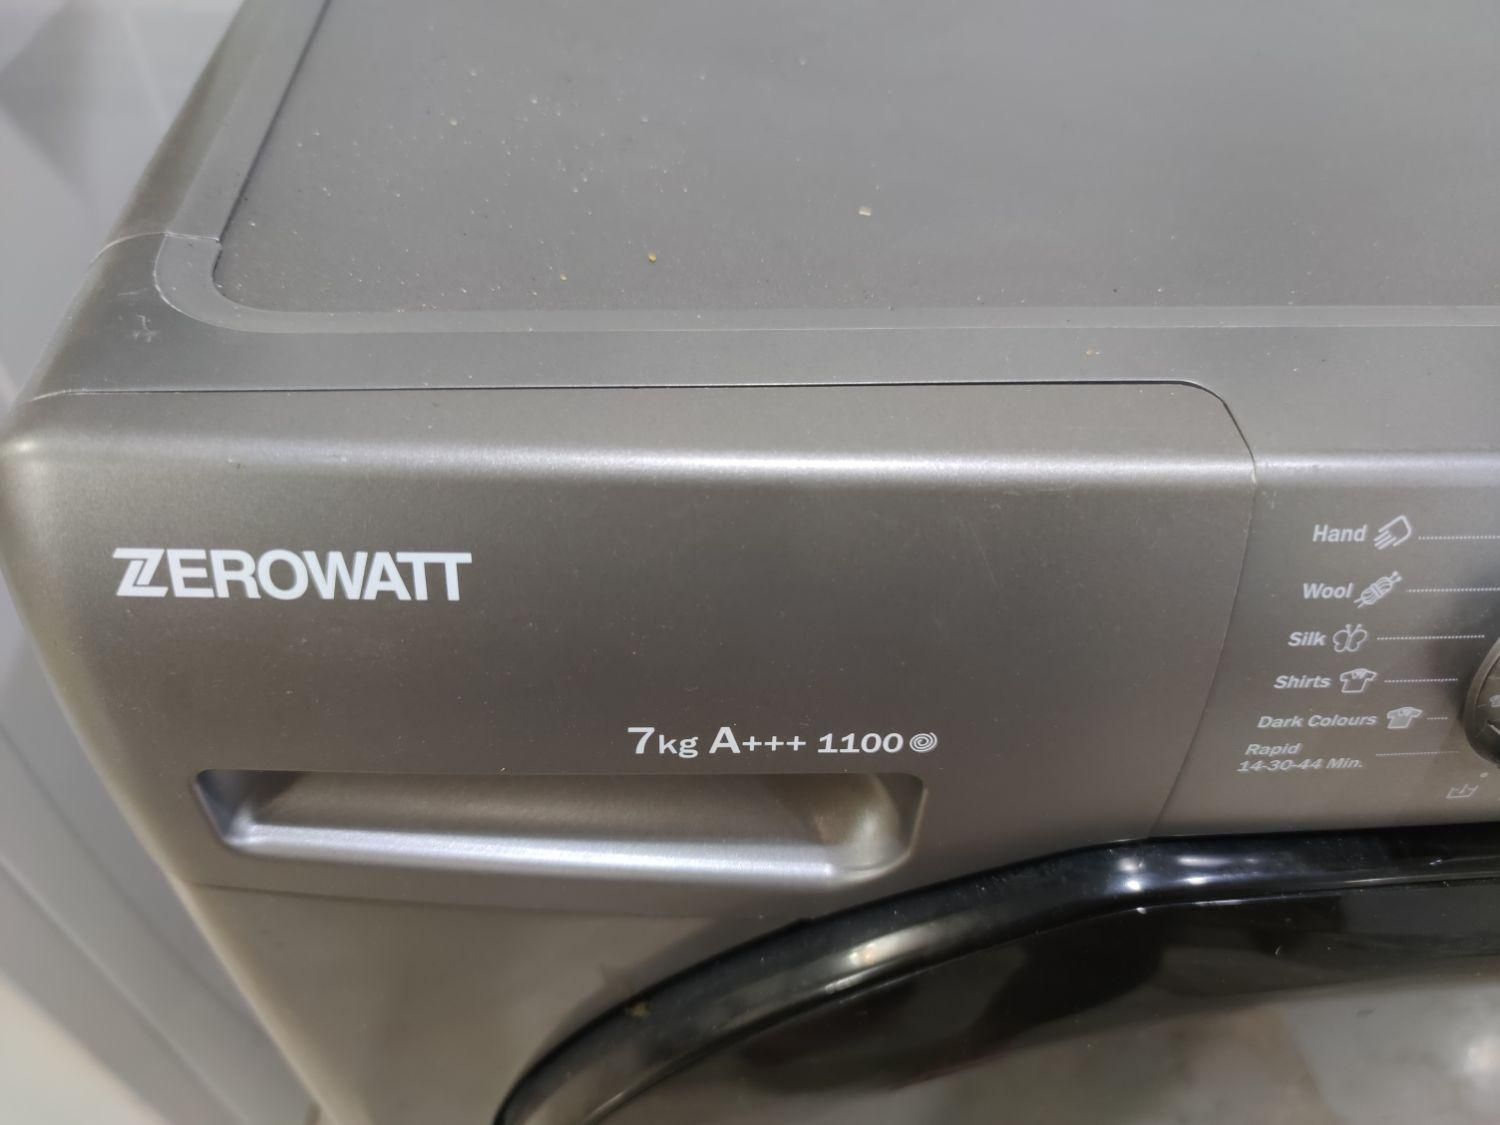 ZEROWATT
7kg A+++ 1100
Hand
Wool
Silk
Shirts
Dark Colours
Rapid
14-30-44 Min.